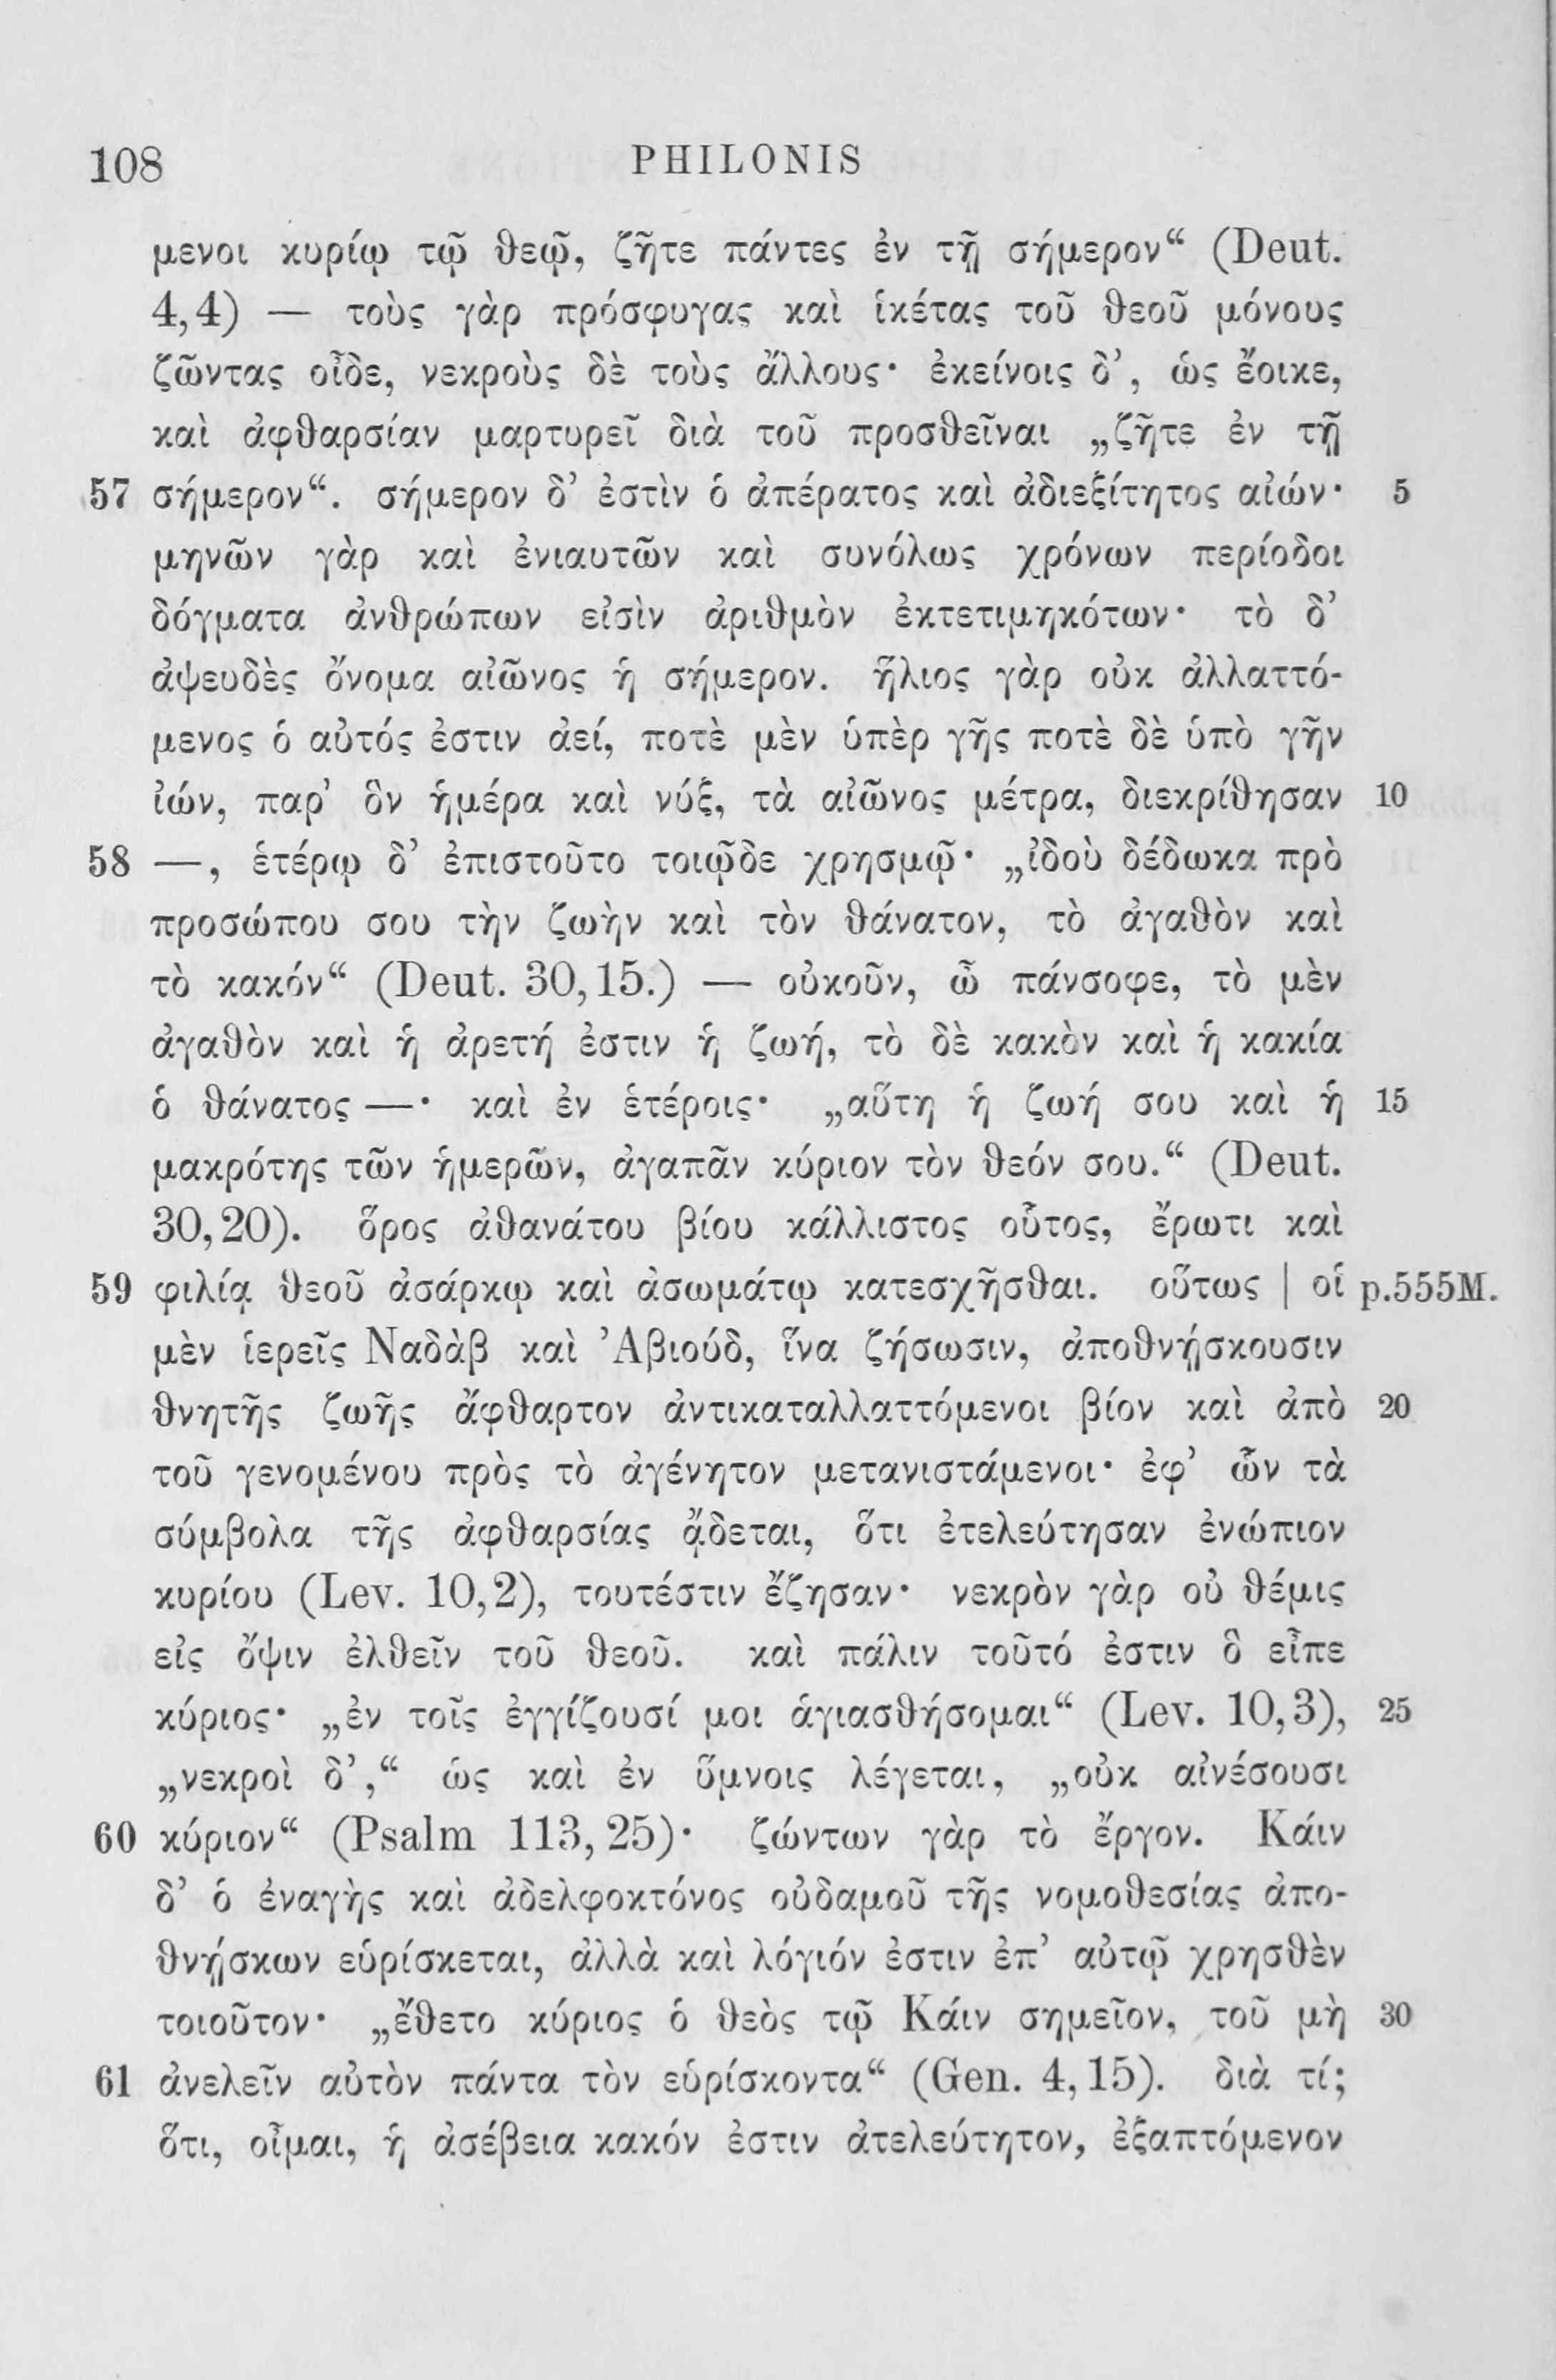 108 PHILONIS
μενοι κυρίῳ τῷ θεῷ, ζῆτε πάντες ἐν τῇ σήμερον“ (Deut.
4,4) — τοὺς γὰρ πρόσφυγας καὶ ἱκέτας τοῦ θεοῦ μόνους
ζῶντας οἶδε, νεκροὺς δὲ τοὺς ἄλλους· ἐκείνοις δ’, ὡς ἔοικε,
καὶ ἀφθαρσίαν μαρτυρεῖ διὰ τοῦ προσθεῖναι „ζῆτε ἐν τῇ
57 σήμερον“. σήμερον δ’ ἐστὶν ὁ ἀπέρατος καὶ ἀδιεξίτητος αἰών· 5
μηνῶν γὰρ καὶ ἐνιαυτῶν καὶ συνόλως χρόνων περίοδοι
δόγματα ἀνθρώπων εἰσὶν ἀριθμὸν ἐκτετιμηκότων· τὸ δ’
ἀψευδὲς ὄνομα αἰῶνος ἡ σήμερον. ἥλιος γὰρ οὐκ ἀλλαττό-
μενος ὁ αὐτός ἐστιν ἀεί, ποτὲ μὲν ὑπὲρ γῆς ποτὲ δὲ ὑπὸ γῆν
ἰών, παρ’ ὃν ἡμέρα καὶ νύξ, τὰ αἰῶνος μέτρα, διεκρίθησαν 10
58 —, ἑτέρῳ δ’ ἐπιστοῦτο τοιῷδε χρησμῷ· „ἰδοὺ δέδωκα πρὸ
προσώπου σου τὴν ζωὴν καὶ τὸν θάνατον, τὸ ἀγαθὸν καὶ
τὸ κακόν“ (Deut. 30,15.) — οὐκοῦν, ὦ πάνσοφε, τὸ μὲν
ἀγαθὸν καὶ ἡ ἀρετή ἐστιν ἡ ζωή, τὸ δὲ κακὸν καὶ ἡ κακία
ὁ θάνατος —· καὶ ἐν ἑτέροις· „αὕτη ἡ ζωή σου καὶ ἡ 15
μακρότης τῶν ἡμερῶν, ἀγαπᾶν κύριον τὸν θεόν σου.“ (Deut.
30,20). ὅρος ἀθανάτου βίου κάλλιστος οὗτος, ἔρωτι καὶ
59 φιλίᾳ θεοῦ ἀσάρκῳ καὶ ἀσωμάτῳ κατεσχῆσθαι. οὕτως | οἱ p.555M.
μὲν ἱερεῖς Ναδὰβ καὶ Ἀβιούδ, ἵνα ζήσωσιν, ἀποθνῄσκουσιν
θνητῆς ζωῆς ἄφθαρτον ἀντικαταλλαττόμενοι βίον καὶ ἀπὸ 20
τοῦ γενομένου πρὸς τὸ ἀγένητον μετανιστάμενοι· ἐφ’ ὧν τὰ
σύμβολα τῆς ἀφθαρσίας ᾄδεται, ὅτι ἐτελεύτησαν ἐνώπιον
κυρίου (Lev. 10,2), τουτέστιν ἔζησαν· νεκρὸν γὰρ οὐ θέμις
εἰς ὄψιν ἐλθεῖν τοῦ θεοῦ. καὶ πάλιν τοῦτό ἐστιν ὃ εἶπε
κύριος· „ἐν τοῖς ἐγγίζουσί μοι ἁγιασθήσομαι“ (Lev. 10,3), 25
„νεκροὶ δ’,“ ὡς καὶ ἐν ὕμνοις λέγεται, „οὐκ αἰνέσουσι
60 κύριον“ (Psalm 113,25)· ζώντων γὰρ τὸ ἔργον. Κάιν
δ’ ὁ ἐναγὴς καὶ ἀδελφοκτόνος οὐδαμοῦ τῆς νομοθεσίας ἀπο-
θνῄσκων εὑρίσκεται, ἀλλὰ καὶ λόγιόν ἐστιν ἐπ’ αὐτῷ χρησθὲν
τοιοῦτον· „ἔθετο κύριος ὁ θεὸς τῷ Κάιν σημεῖον, τοῦ μὴ 30
61 ἀνελεῖν αὐτὸν πάντα τὸν εὑρίσκοντα“ (Gen. 4,15). διὰ τί;
ὅτι, οἶμαι, ἡ ἀσέβεια κακόν ἐστιν ἀτελεύτητον, ἐξαπτόμενον